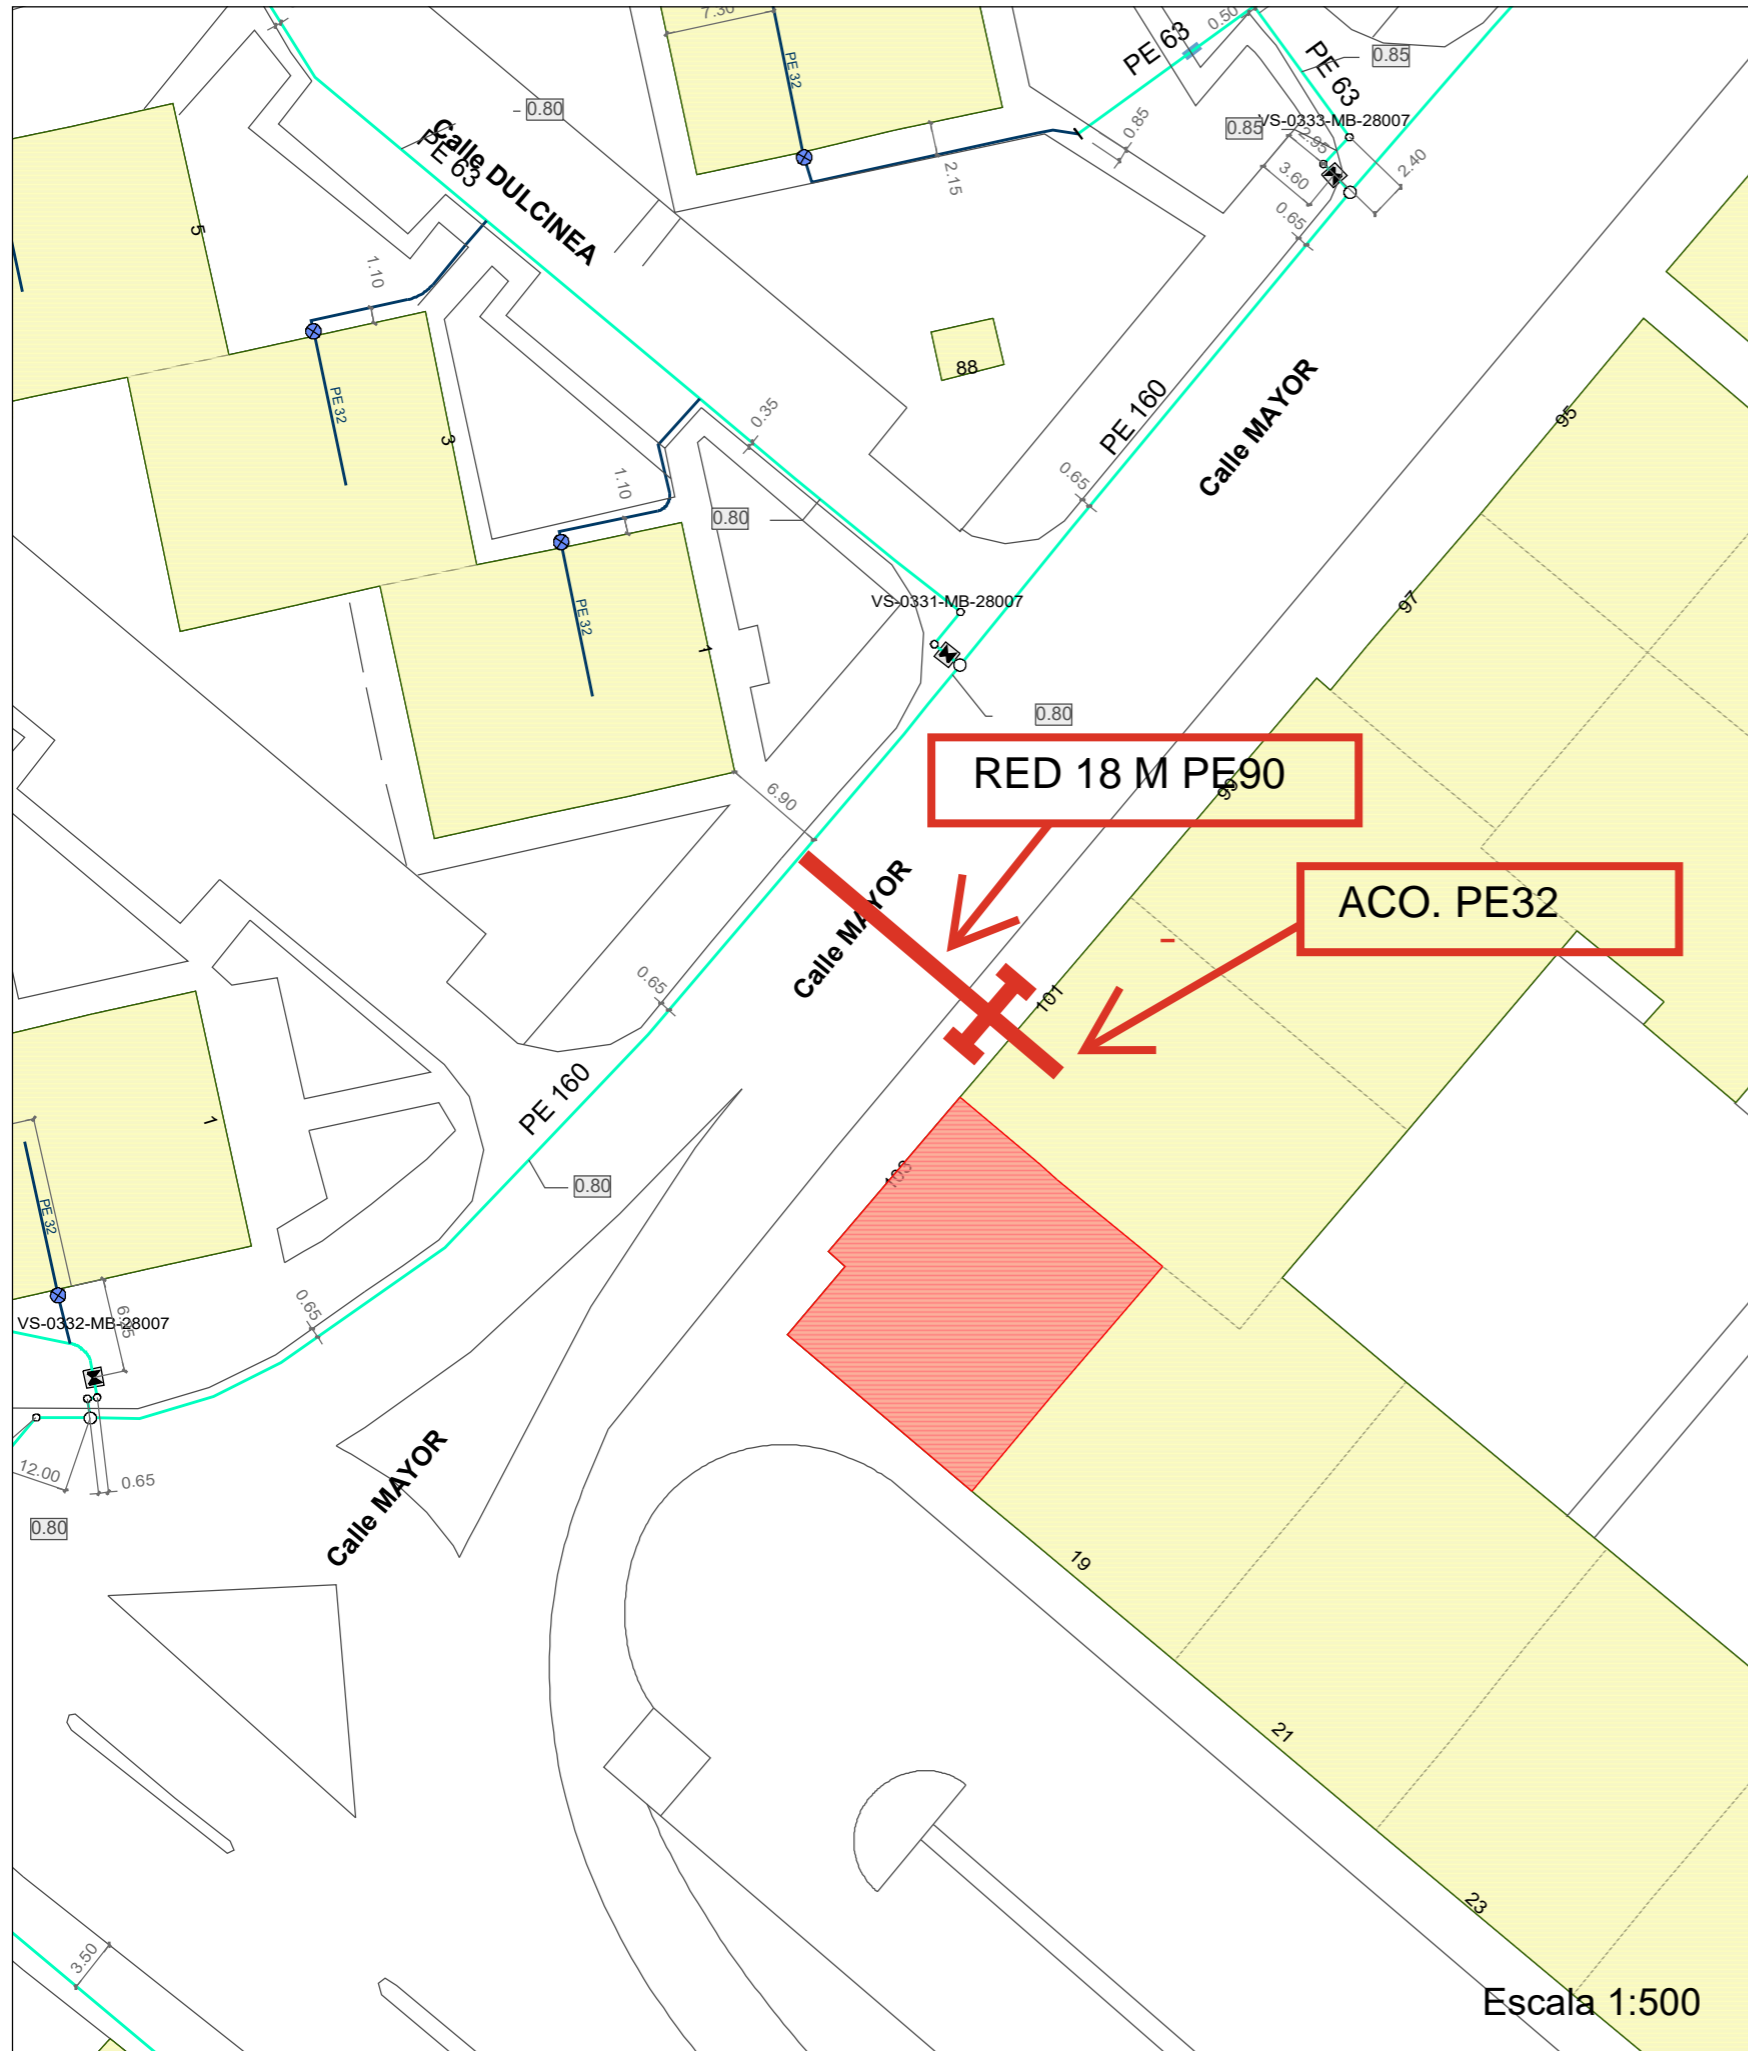 7.30
PE 32
PE 63
0.50
PE 63
0.85
0.80
Calle DULCINEA
PE 63
0.85
2.15
0.85
VS-0333-MB-28007
2.95
3.60
2.40
0.65
5
1.10
88
PE 32
3
0.35
PE 160
Calle MAYOR
95
1.10
0.80
0.65
PE 32
1
VS-0331-MB-28007
97
0.80
6.90
RED 18 M PE90
99
ACO. PE32
Calle MAYOR
0.65
101
1
PE 160
0.80
103
PE 32
0.65
VS-0332-MB-28007
12.00
0.65
0.80
Calle MAYOR
19
21
23
3.50
Escala 1:500